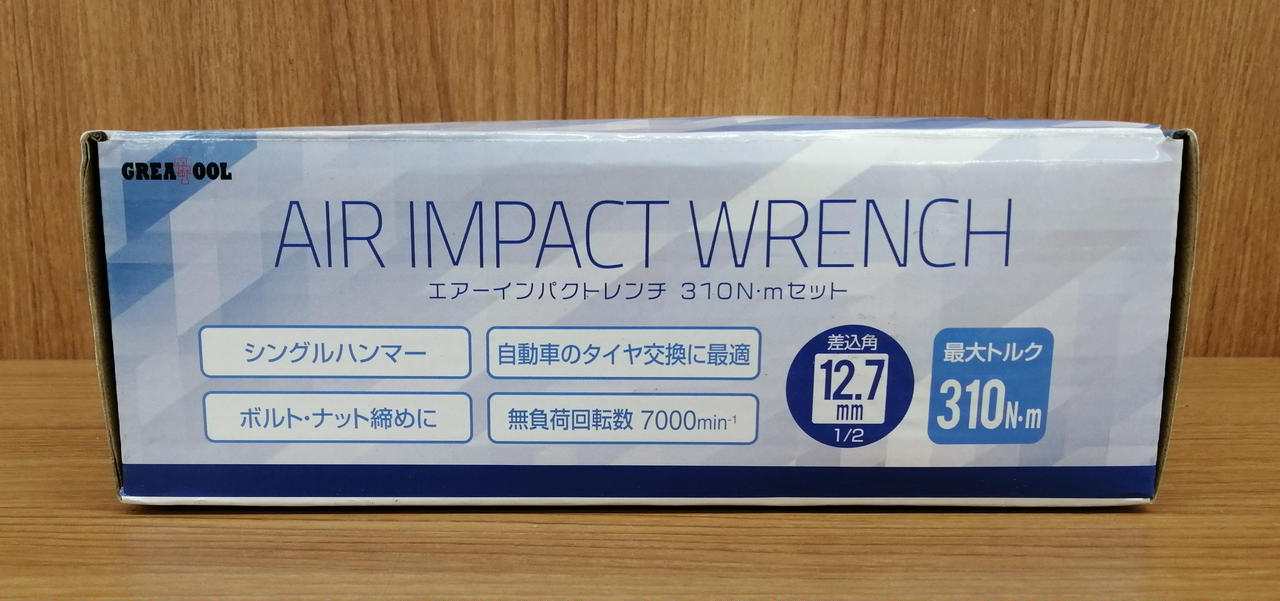 GREATOOL
AIR IMPACT WRENCH
エアーインパクトレンチ 310N·mセット
シングルハンマー
自動車のタイヤ交換に最適
ボルト・ナット締めに
無負荷回転数 7000min⁻¹
差込角
12.7
mm
1/2
最大トルク
310N·m